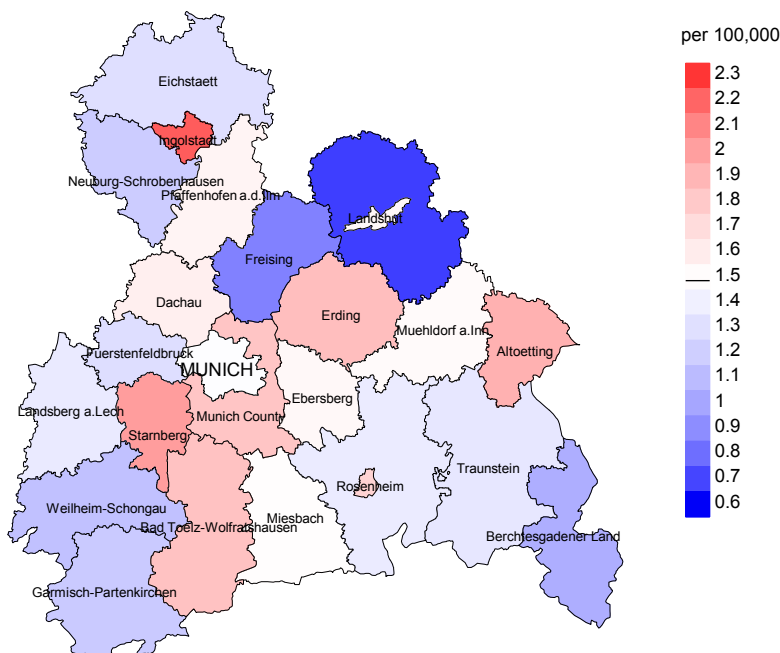 per 100,000
2.3
2.2
2.1
2
1.9
1.8
1.7
1.6
1.5
1.4
1.3
1.2
1.1
1
0.9
0.8
0.7
0.6
Eichstaett
Ingolstadt
Neuburg-Schrobenhausen
Pfaffenhofen a.d.Ilm
Landshut
Freising
Dachau
Erding
Muehldorf a.Inn
Altoetting
Fuerstenfeldbruck
MUNICH
Ebersberg
Landsberg a.Lech
Munich County
Starnberg
Traunstein
Rosenheim
Weilheim-Schongau
Miesbach
Bad Toelz-Wolfratshausen
Berchtesgadener Land
Garmisch-Partenkirchen